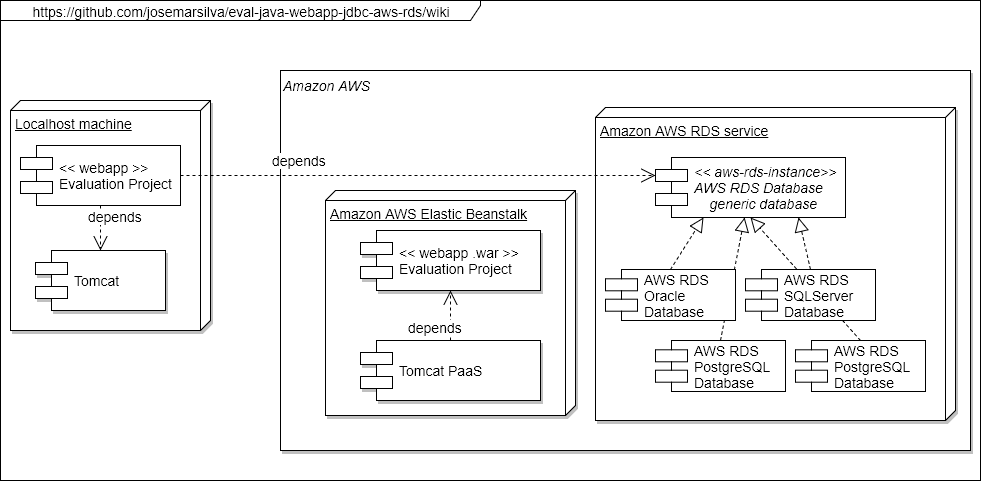 https://github.com/josemarsilva/eval-java-webapp-jdbc-aws-rds/wiki
Amazon AWS
Localhost machine
<< webapp >>
Evaluation Project
depends
Tomcat
depends
Amazon AWS Elastic Beanstalk
<< webapp .war >>
Evaluation Project
depends
Tomcat PaaS
Amazon AWS RDS service
<< aws-rds-instance>>
AWS RDS Database
generic database
AWS RDS
Oracle
Database
AWS RDS
SQLServer
Database
AWS RDS
PostgreSQL
Database
AWS RDS
PostgreSQL
Database